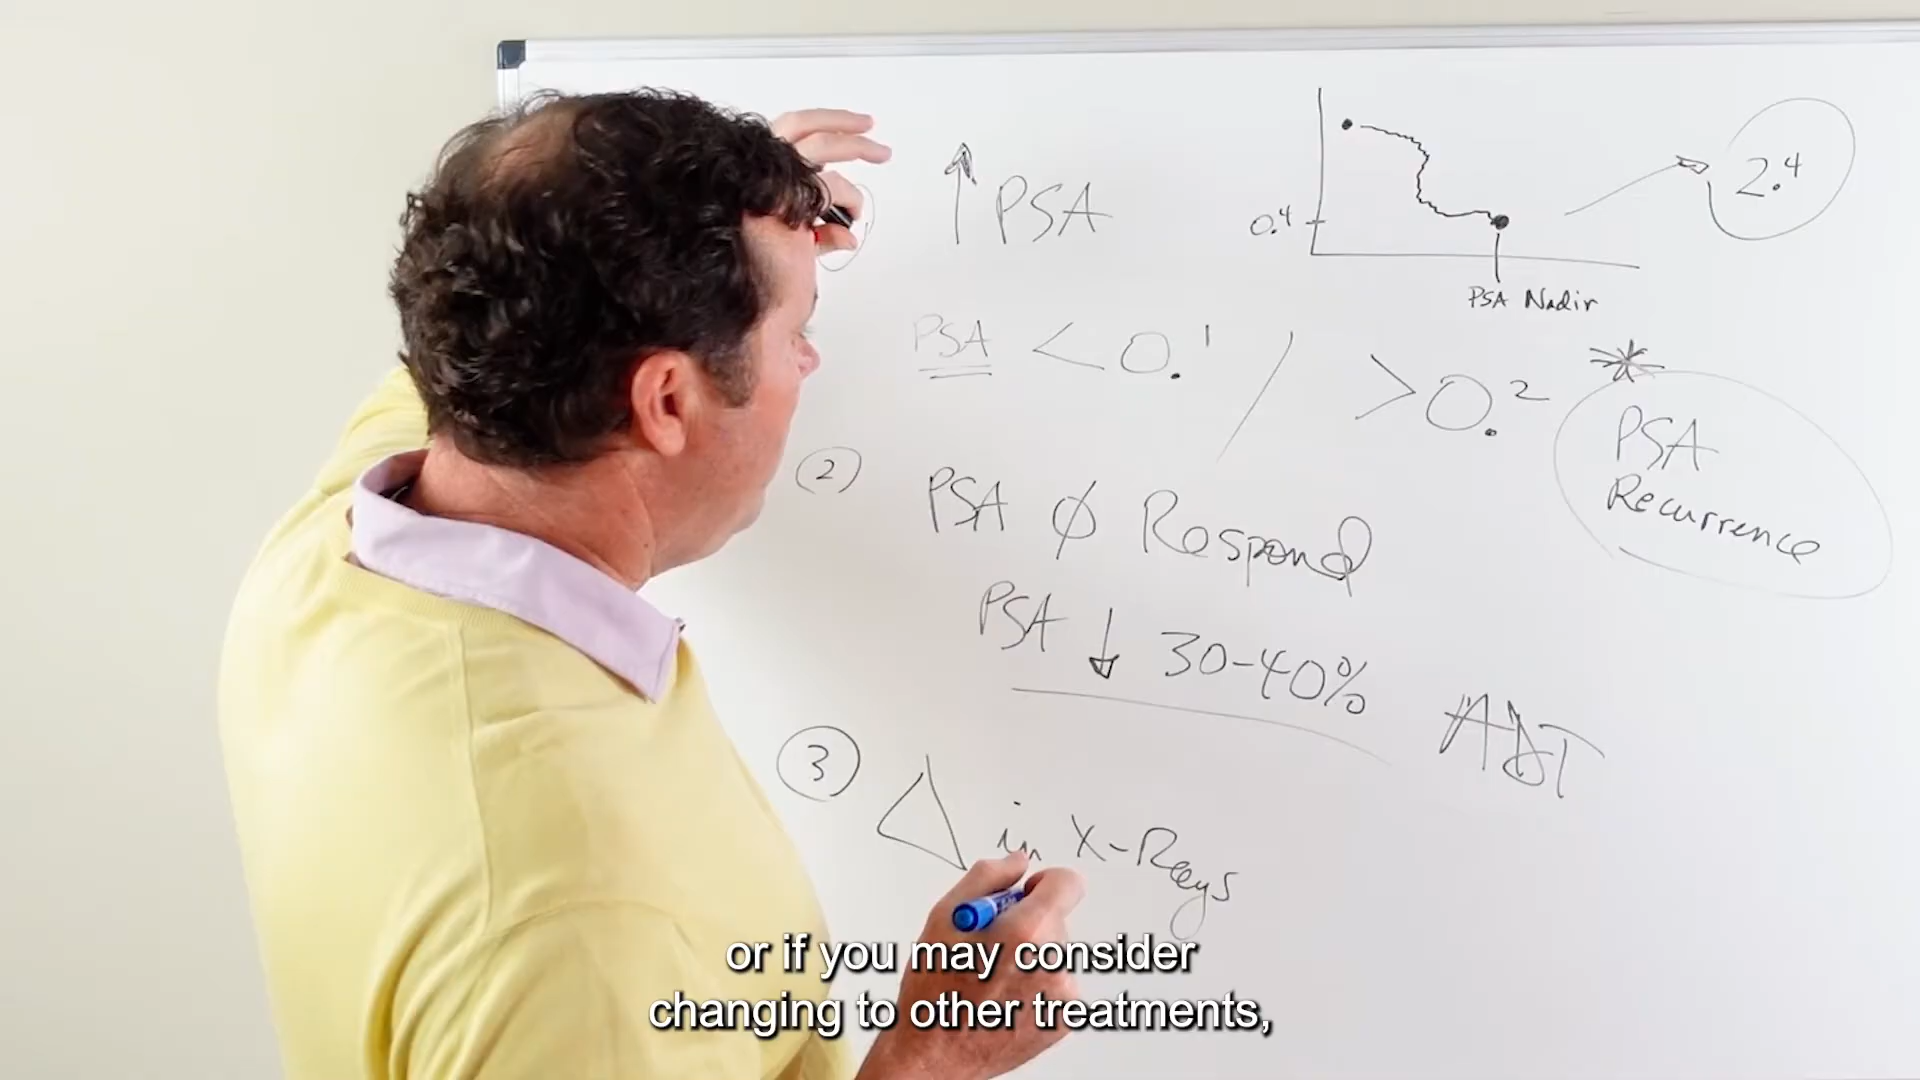 ↑ PSA
0.4
PSA Nadir
2.4
PSA < 0.1 / > 0.2
*
PSA
Recurrence
② PSA ∅ Respond
PSA ↓ 30-40%
ADT
③ △ in X-Rays
or if you may consider
changing to other treatments,